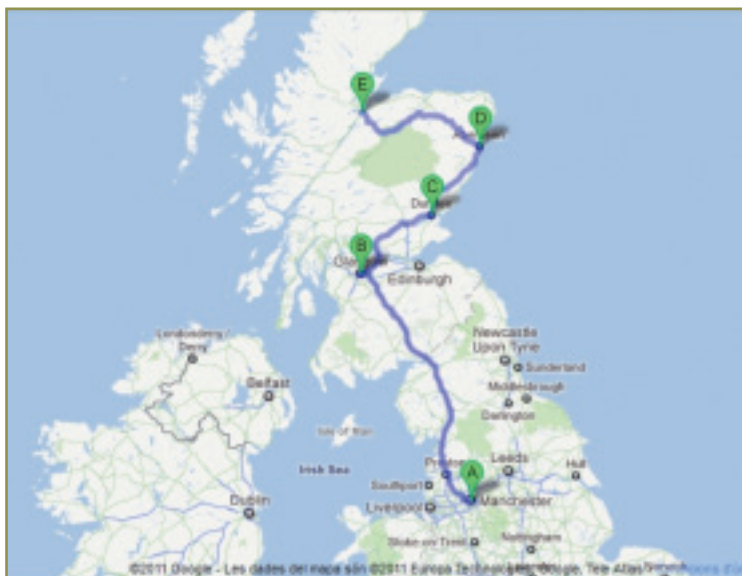 E
D
C
B
Edinburgh
Londonderry /
Derry
Newcastle
Upon Tyne
Sunderland
Belfast
Middlesbrough
Darlington
Isle of Man
Irish Sea
Preston
A
Leeds
Hull
Southport
Manchester
Liverpool
Dublin
Stoke-on-Trent
Nottingham
©2011 Google - Les dades del mapa són ©2011 Europa Technologies, Google, Tele Atlas